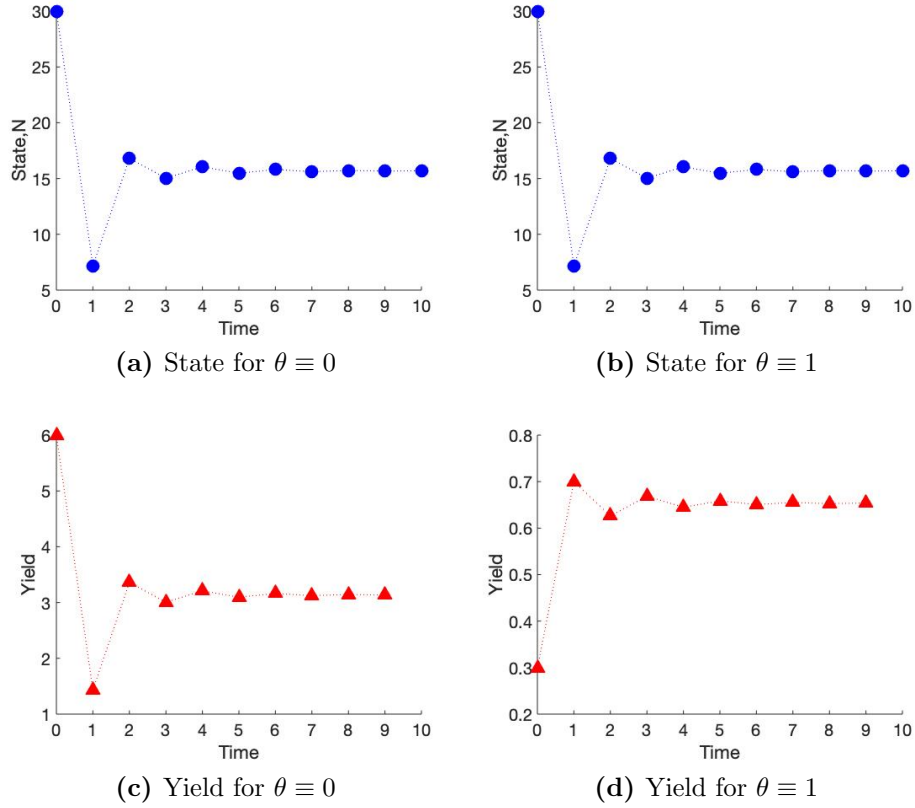 30
25
20
15
10
5
State,N
0 1 2 3 4 5 6 7 8 9 10
Time
(a) State for θ ≡ 0
30
25
20
15
10
5
State,N
0 1 2 3 4 5 6 7 8 9 10
Time
(b) State for θ ≡ 1
6
5
4
3
2
1
Yield
0 1 2 3 4 5 6 7 8 9 10
Time
(c) Yield for θ ≡ 0
0.8
0.7
0.6
0.5
0.4
0.3
0.2
Yield
0 1 2 3 4 5 6 7 8 9 10
Time
(d) Yield for θ ≡ 1